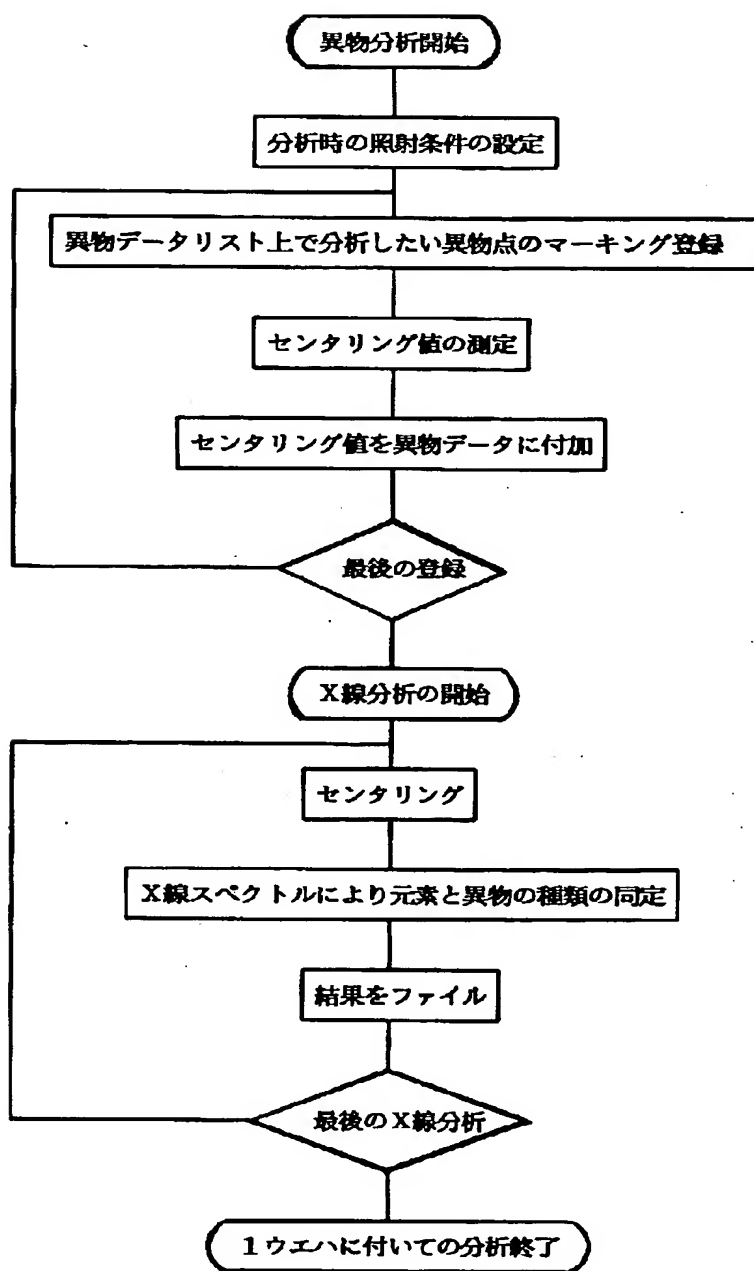 異物分析開始
分析時の照射条件の設定
異物データリスト上で分析したい異物点のマーキング登録
センタリング値の測定
センタリング値を異物データに付加
最後の登録
X線分析の開始
センタリング
X線スペクトルにより元素と異物の種類の同定
結果をファイル
最後のX線分析
1ウエハに付いての分析終了